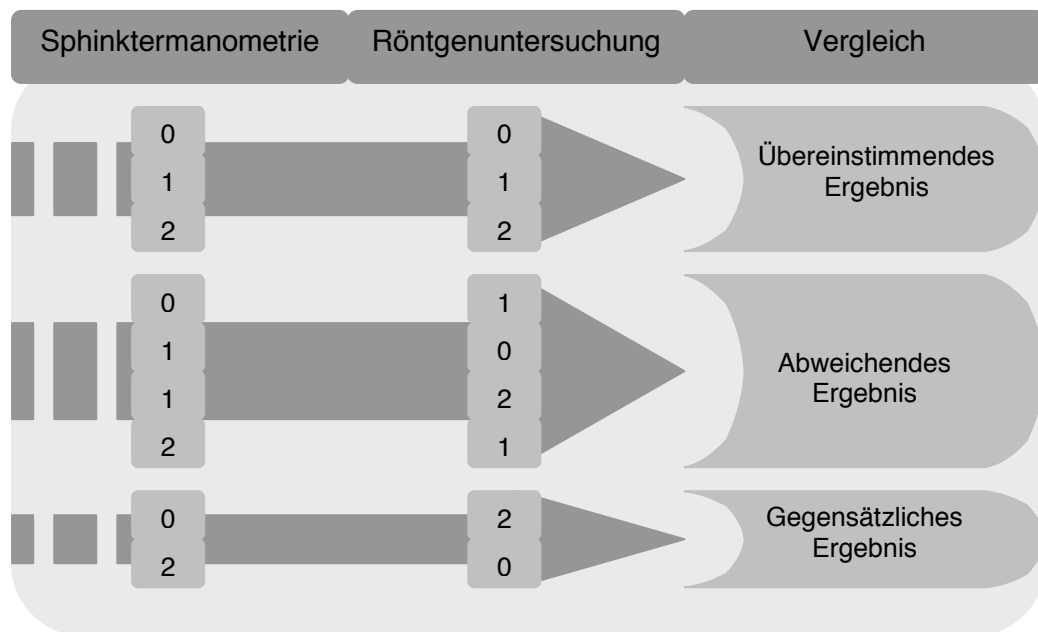 Sphinktermanometrie Röntgenuntersuchung Vergleich
0 0
1 1
2 2
Übereinstimmendes
Ergebnis
0 1
1 0
1 2
2 1
Abweichendes
Ergebnis
0 2
2 0
Gegensätzliches
Ergebnis